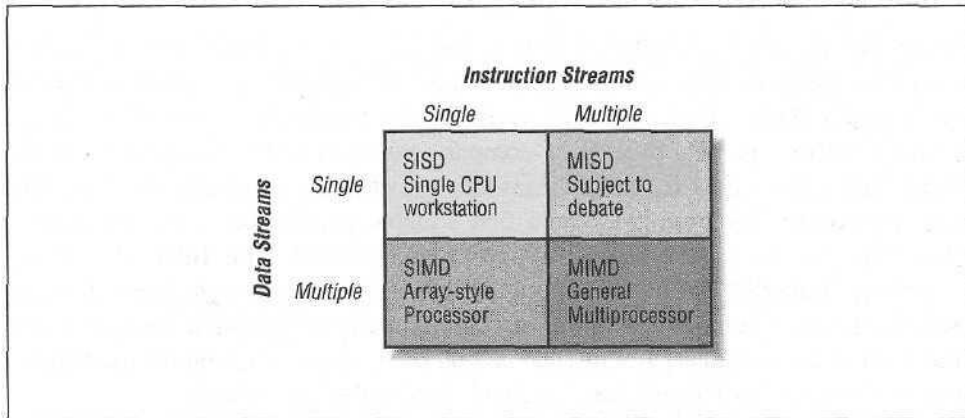 Instruction Streams
Single Multiple
Data Streams
Single
SISD
Single CPU
workstation
MISD
Subject to
debate
Multiple
SIMD
Array-style
Processor
MIMD
General
Multiprocessor